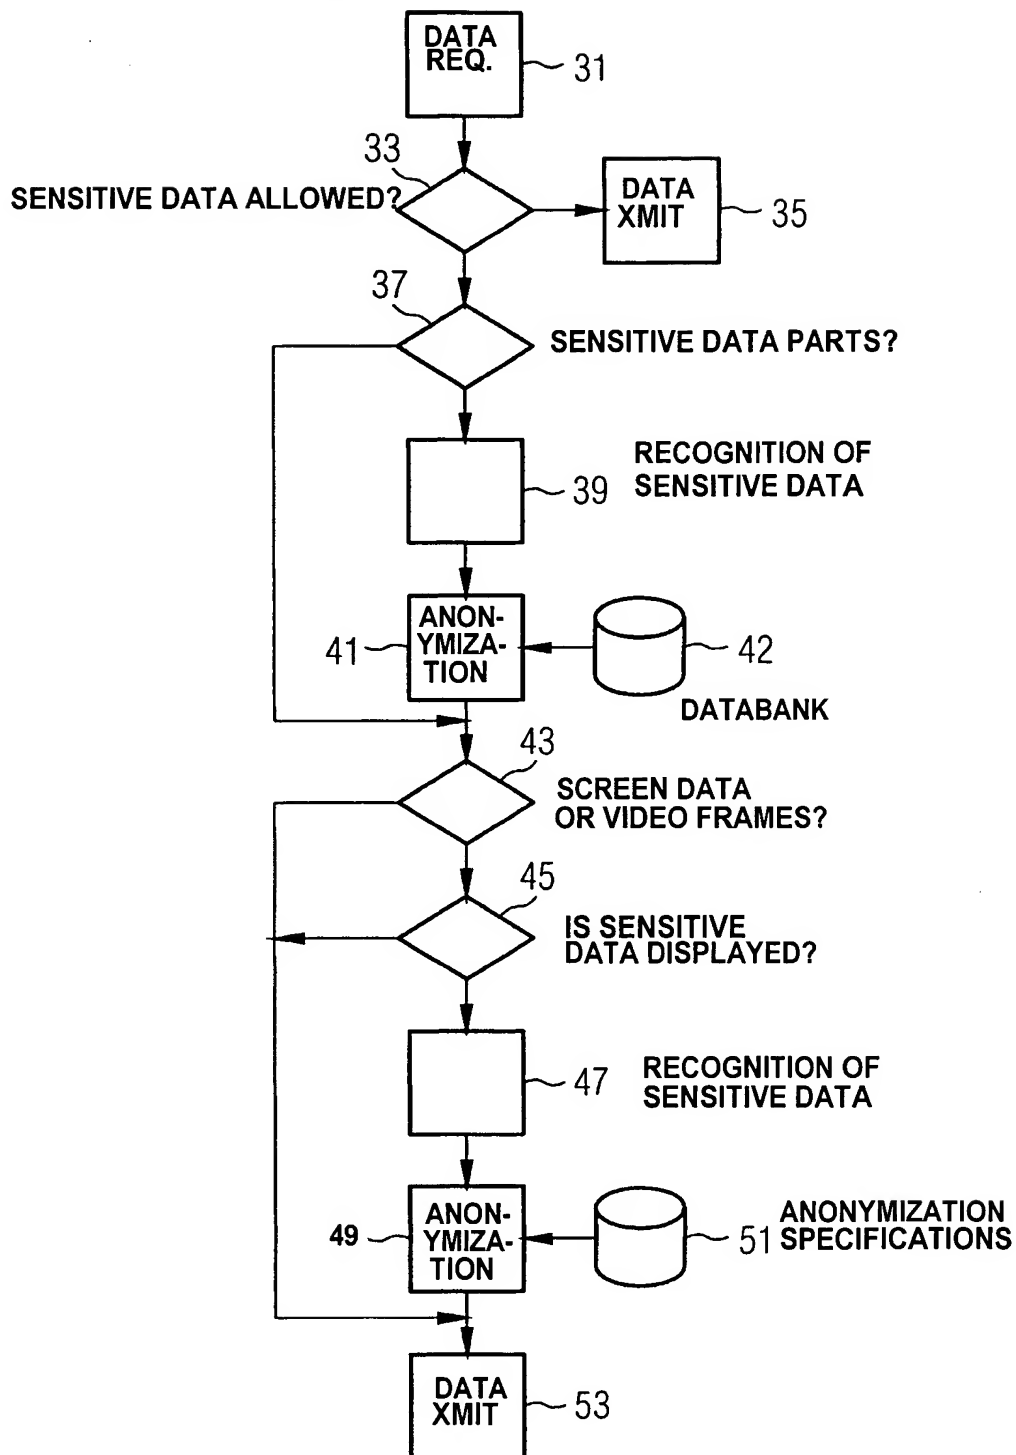 DATA
REQ.
31
33
SENSITIVE DATA ALLOWED?
DATA
XMIT
35
37
SENSITIVE DATA PARTS?
RECOGNITION OF
SENSITIVE DATA
39
ANON-
YMIZA-
TION
41
42
DATABANK
43
SCREEN DATA
OR VIDEO FRAMES?
45
IS SENSITIVE
DATA DISPLAYED?
47
RECOGNITION OF
SENSITIVE DATA
49
ANON-
YMIZA-
TION
51
ANONYMIZATION
SPECIFICATIONS
DATA
XMIT
53